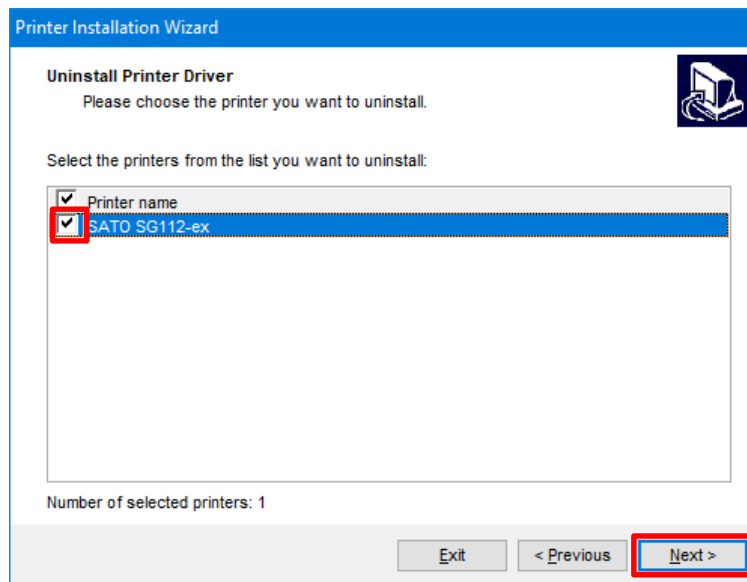 Printer Installation Wizard
Uninstall Printer Driver
Please choose the printer you want to uninstall.
Select the printers from the list you want to uninstall:
Printer name
SATO SG112-ex
Number of selected printers: 1
Exit
< Previous
Next >